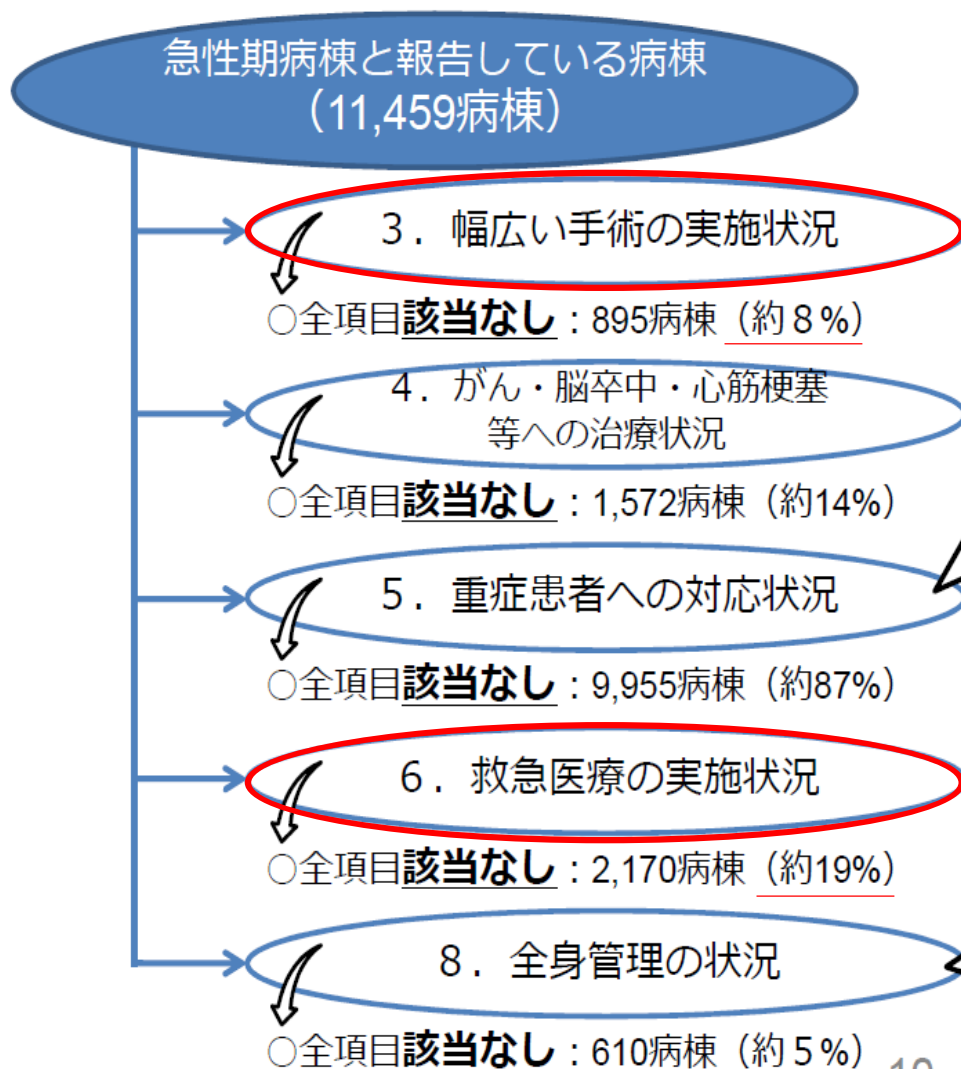 急性期病棟と報告している病棟
(11,459病棟)
3．幅広い手術の実施状況
○全項目該当なし：895病棟（約８%）
4．がん・脳卒中・心筋梗塞
等への治療状況
○全項目該当なし：1,572病棟（約14%）
5．重症患者への対応状況
○全項目該当なし：9,955病棟（約87%）
6．救急医療の実施状況
○全項目該当なし：2,170病棟（約19%）
8．全身管理の状況
○全項目該当なし：610病棟（約５%）